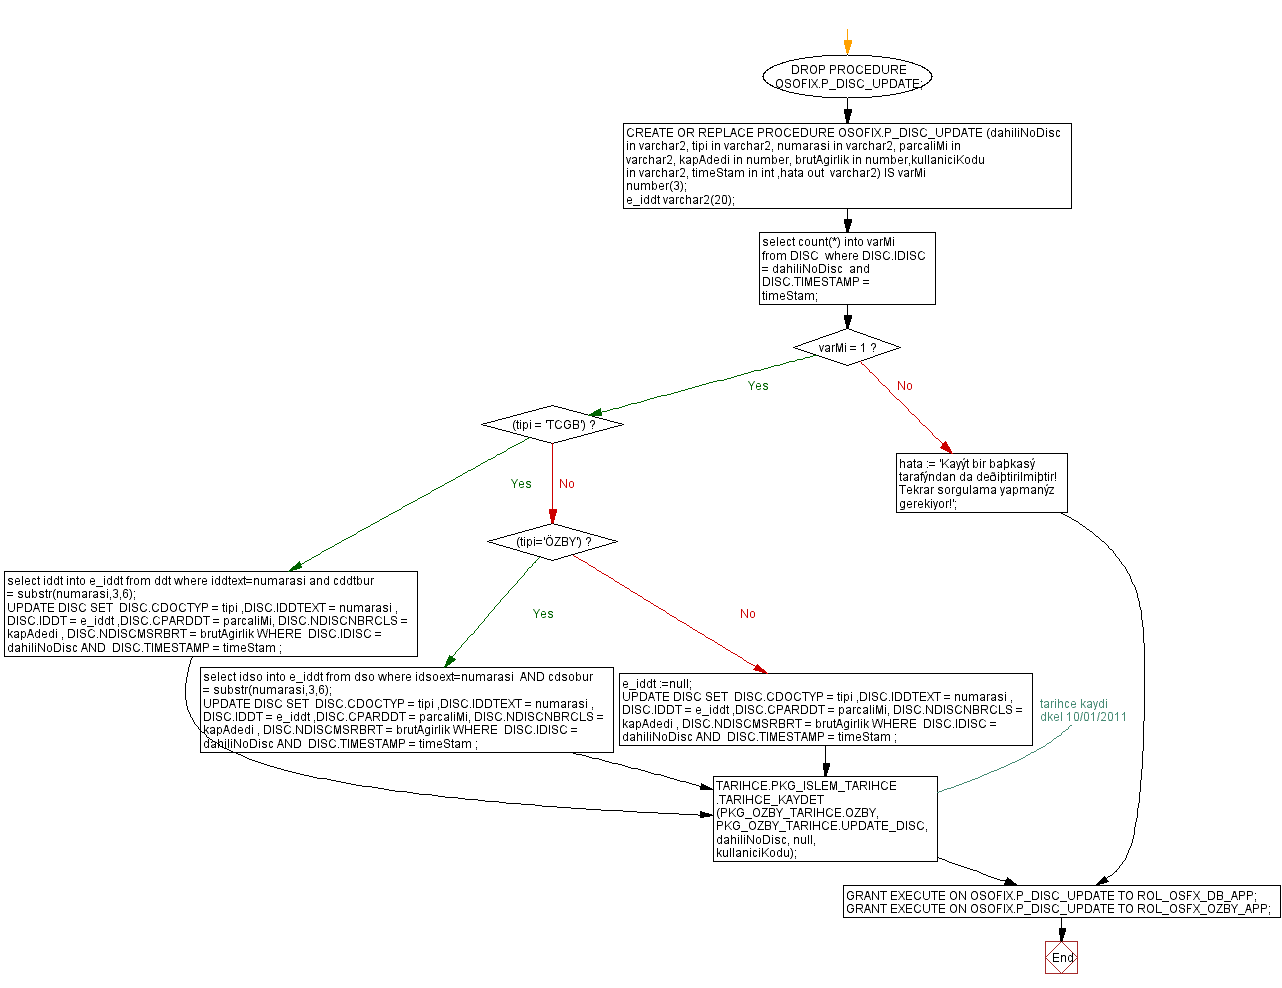 DROP PROCEDURE
OSOFIX.P_DISC_UPDATE;
CREATE OR REPLACE PROCEDURE OSOFIX.P_DISC_UPDATE (dahiliNoDisc
in varchar2, tipi in varchar2, numarasi in varchar2, parcaliMi in
varchar2, kapAdedi in number, brutAgirlik in number,kullaniciKodu
in varchar2, timeStam in int ,hata out  varchar2) IS varMi
number(3);
e_iddt varchar2(20);
select count(*) into varMi
from DISC  where DISC.IDISC
= dahiliNoDisc  and
DISC.TIMESTAMP =
timeStam;
varMi = 1 ?
Yes
No
(tipi = 'TCGB') ?
hata := 'Kayýt bir baþkasý
tarafýndan da deðiþtirilmiþtir!
Tekrar sorgulama yapmanýz
gerekiyor!';
Yes
No
(tipi='ÖZBY') ?
select iddt into e_iddt from ddt where iddtext=numarasi and cddtbur
= substr(numarasi,3,6);
UPDATE DISC SET  DISC.CDOCTYP = tipi ,DISC.IDDTEXT = numarasi ,
DISC.IDDT = e_iddt ,DISC.CPARDDT = parcaliMi, DISC.NDISCNBRCLS =
kapAdedi , DISC.NDISCMSRBRT = brutAgirlik WHERE  DISC.IDISC =
dahiliNoDisc AND  DISC.TIMESTAMP = timeStam ;
Yes
No
select idso into e_iddt from dso where idsoext=numarasi  AND cdsobur
= substr(numarasi,3,6);
UPDATE DISC SET  DISC.CDOCTYP = tipi ,DISC.IDDTEXT = numarasi ,
DISC.IDDT = e_iddt ,DISC.CPARDDT = parcaliMi, DISC.NDISCNBRCLS =
kapAdedi , DISC.NDISCMSRBRT = brutAgirlik WHERE  DISC.IDISC =
dahiliNoDisc AND  DISC.TIMESTAMP = timeStam ;
e_iddt :=null;
UPDATE DISC SET  DISC.CDOCTYP = tipi ,DISC.IDDTEXT = numarasi ,
DISC.IDDT = e_iddt ,DISC.CPARDDT = parcaliMi, DISC.NDISCNBRCLS =
kapAdedi , DISC.NDISCMSRBRT = brutAgirlik WHERE  DISC.IDISC =
dahiliNoDisc AND  DISC.TIMESTAMP = timeStam ;
tarihce kaydi
dkel 10/01/2011
TARIHCE.PKG_ISLEM_TARIHCE
.TARIHCE_KAYDET
(PKG_OZBY_TARIHCE.OZBY,
PKG_OZBY_TARIHCE.UPDATE_DISC,
dahiliNoDisc, null,
kullaniciKodu);
GRANT EXECUTE ON OSOFIX.P_DISC_UPDATE TO ROL_OSFX_DB_APP;
GRANT EXECUTE ON OSOFIX.P_DISC_UPDATE TO ROL_OSFX_OZBY_APP;
End